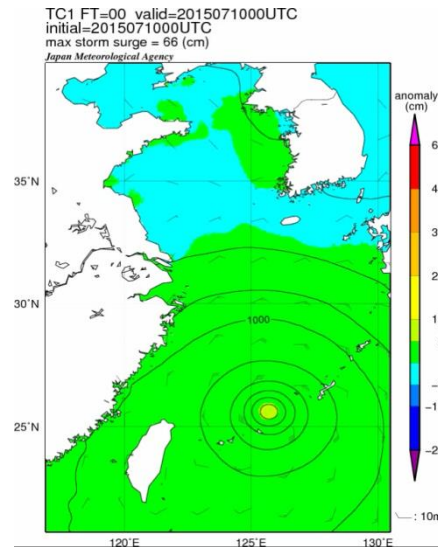 TC1 FT=00 valid=2015071000UTC
initial=2015071000UTC
max storm surge = 66 (cm)
Japan Meteorological Agency
anomaly
(cm)
35°N
30°N
25°N
1000
120°E
125°E
130°E
6
4
3
2
1
-1
-2
: 10m